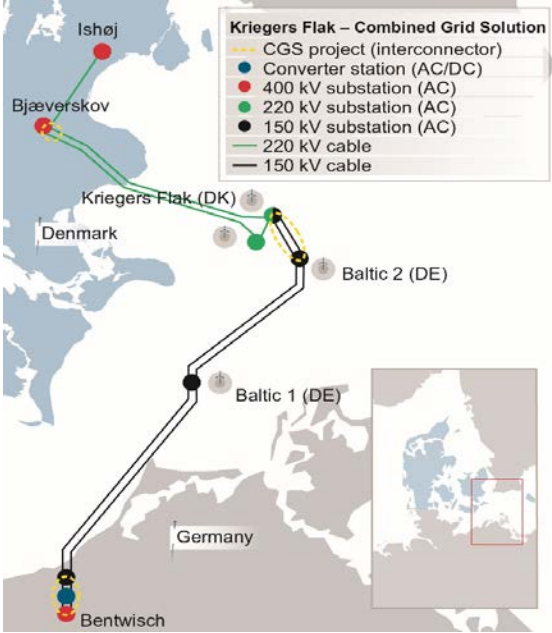 Kriegers Flak – Combined Grid Solution
CGS project (interconnector)
Converter station (AC/DC)
400 kV substation (AC)
220 kV substation (AC)
150 kV substation (AC)
220 kV cable
150 kV cable
Ishøj
Bjæverskov
Kriegers Flak (DK)
Denmark
Baltic 2 (DE)
Baltic 1 (DE)
Germany
Bentwisch